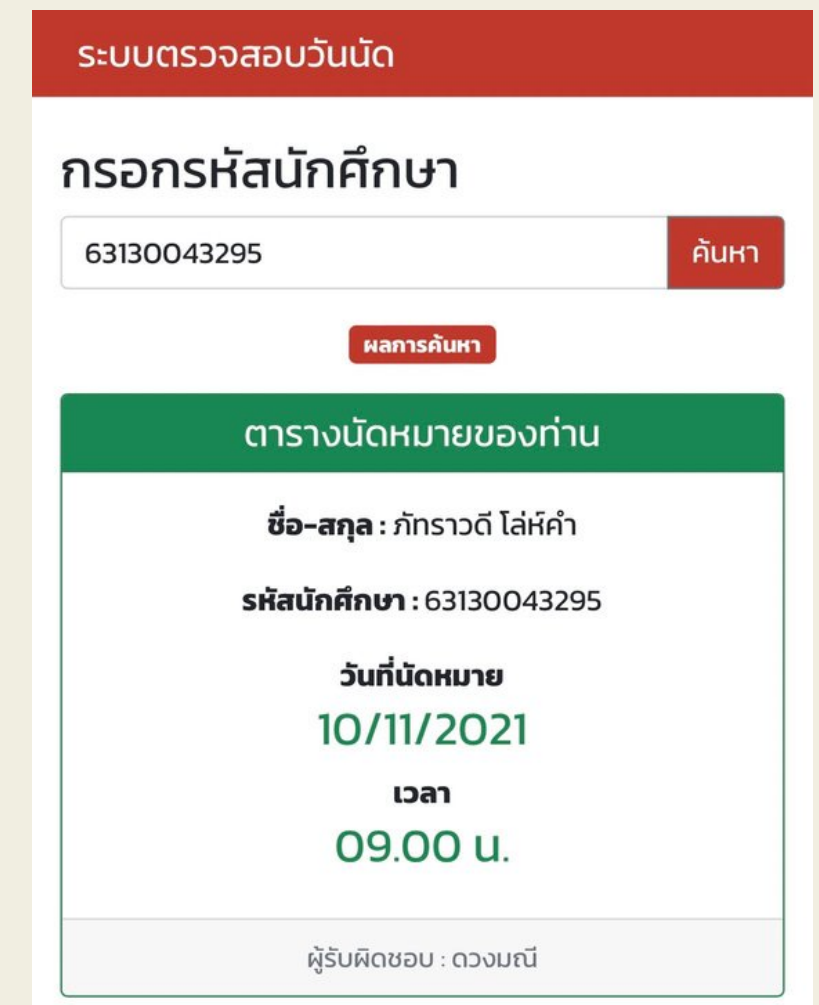 ระบบตรวจสอบวันนัด
กรอกรหัสนักศึกษา
63130043295 ค้นหา
ผลการค้นหา
ตารางนัดหมายของท่าน
ชื่อ-สกุล : ภัทราวดี โล่ห์คำ
รหัสนักศึกษา : 63130043295
วันที่นัดหมาย
10/11/2021
เวลา
09.00 น.
ผู้รับผิดชอบ : ดวงมณี